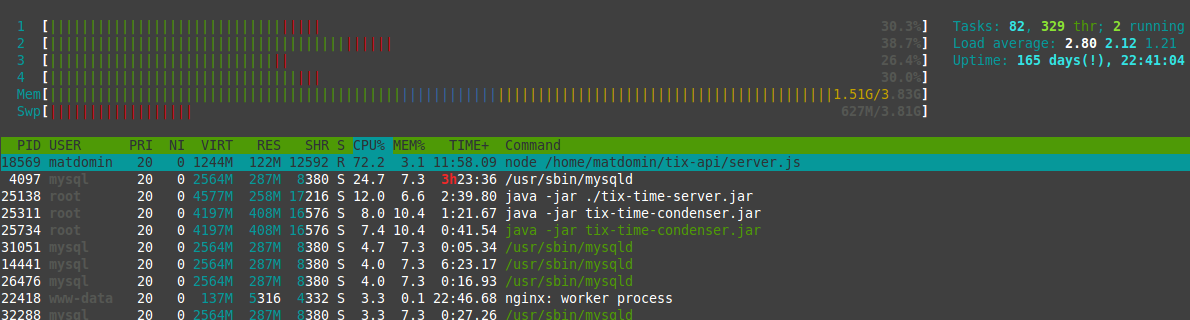 1 [|||||||||||||||||||||||||||||||||| 30.3%] Tasks: 82, 329 thr; 2 running
2 [||||||||||||||||||||||||||||||||||||||||||| 38.7%] Load average: 2.80 2.12 1.21
3 [|||||||||||||||||||||||||||||| 26.4%] Uptime: 165 days(!), 22:41:04
4 [|||||||||||||||||||||||||||||||||| 30.0%]
Mem[||||||||||||||||||||||||||||||||||||||||||||||||||||||||||||||||||||||||||||||||||||||||||||||||||1.51G/3.83G]
Swp[|||||||||||||||||| 627M/3.81G]
PID USER PRI NI VIRT RES SHR S CPU% MEM% TIME+ Command
18569 matdomin 20 0 1244M 122M 12592 R 72.2 3.1 11:58.09 node /home/matdomin/tix-api/server.js
4097 mysql 20 0 2564M 287M 8380 S 24.7 7.3 3h23:36 /usr/sbin/mysqld
25138 root 20 0 4577M 258M 17216 S 12.0 6.6 2:39.80 java -jar ./tix-time-server.jar
25311 root 20 0 4197M 408M 16576 S 8.0 10.4 1:21.67 java -jar tix-time-condenser.jar
25734 root 20 0 4197M 408M 16576 S 7.4 10.4 0:41.54 java -jar tix-time-condenser.jar
31051 mysql 20 0 2564M 287M 8380 S 4.7 7.3 0:05.34 /usr/sbin/mysqld
14441 mysql 20 0 2564M 287M 8380 S 4.0 7.3 6:23.17 /usr/sbin/mysqld
26476 mysql 20 0 2564M 287M 8380 S 4.0 7.3 0:16.93 /usr/sbin/mysqld
22418 www-data 20 0 137M 5316 4332 S 3.3 0.1 22:46.68 nginx: worker process
32288 mysql 20 0 2564M 287M 8380 S 3.3 7.3 0:27.26 /usr/sbin/mysqld